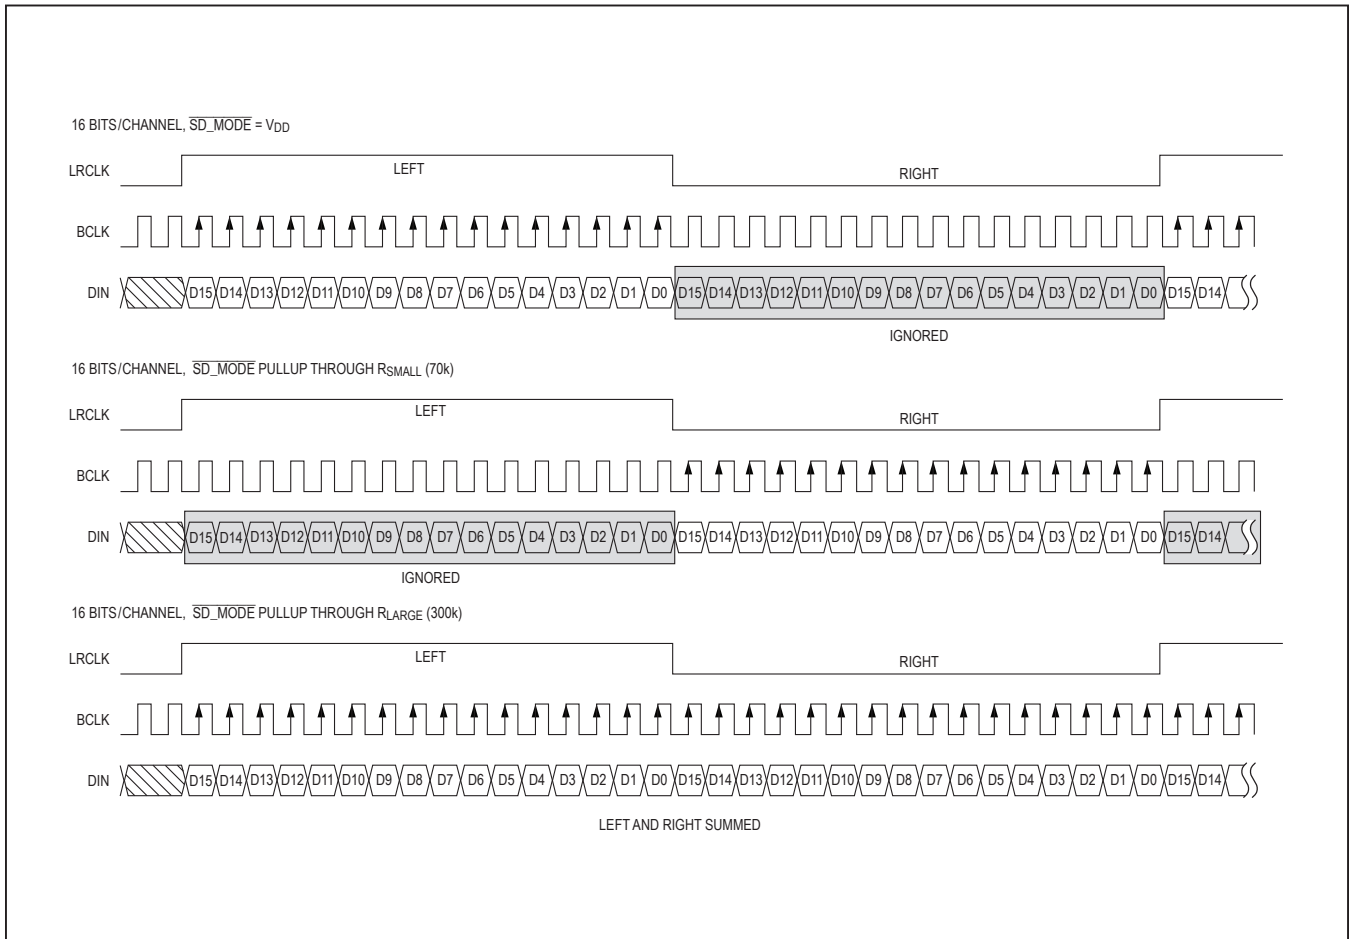 16 BITS/CHANNEL, SD_MODE = VDD
LRCLK LEFT RIGHT
BCLK
DIN D15 D14 D13 D12 D11 D10 D9 D8 D7 D6 D5 D4 D3 D2 D1 D0 D15 D14 D13 D12 D11 D10 D9 D8 D7 D6 D5 D4 D3 D2 D1 D0 D15 D14
IGNORED
16 BITS/CHANNEL, SD_MODE PULLUP THROUGH RSMALL (70k)
LRCLK LEFT RIGHT
BCLK
DIN D15 D14 D13 D12 D11 D10 D9 D8 D7 D6 D5 D4 D3 D2 D1 D0 D15 D14 D13 D12 D11 D10 D9 D8 D7 D6 D5 D4 D3 D2 D1 D0 D15 D14
IGNORED
16 BITS/CHANNEL, SD_MODE PULLUP THROUGH RLARGE (300k)
LRCLK LEFT RIGHT
BCLK
DIN D15 D14 D13 D12 D11 D10 D9 D8 D7 D6 D5 D4 D3 D2 D1 D0 D15 D14 D13 D12 D11 D10 D9 D8 D7 D6 D5 D4 D3 D2 D1 D0 D15 D14
LEFT AND RIGHT SUMMED